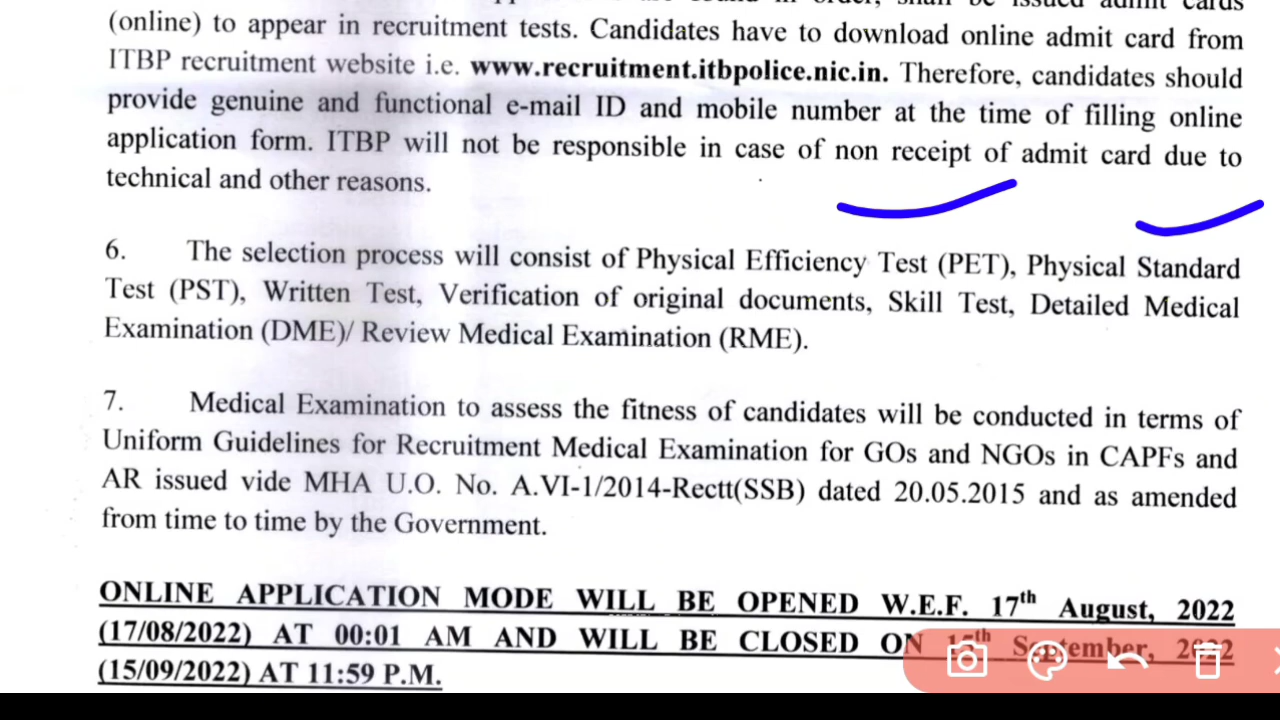 (online) to appear in recruitment tests. Candidates have to download online admit card from
ITBP recruitment website i.e. www.recruitment.itbpolice.nic.in. Therefore, candidates should
provide genuine and functional e-mail ID and mobile number at the time of filling online
application form. ITBP will not be responsible in case of non receipt of admit card due to
technical and other reasons.
6. The selection process will consist of Physical Efficiency Test (PET), Physical Standard
Test (PST), Written Test, Verification of original documents, Skill Test, Detailed Medical
Examination (DME)/ Review Medical Examination (RME).
7. Medical Examination to assess the fitness of candidates will be conducted in terms of
Uniform Guidelines for Recruitment Medical Examination for GOs and NGOs in CAPFs and
AR issued vide MHA U.O. No. A.VI-1/2014-Rectt(SSB) dated 20.05.2015 and as amended
from time to time by the Government.
ONLINE APPLICATION MODE WILL BE OPENED W.E.F. 17th August, 2022
(17/08/2022) AT 00:01 AM AND WILL BE CLOSED ON 15th September, 2022
(15/09/2022) AT 11:59 P.M.